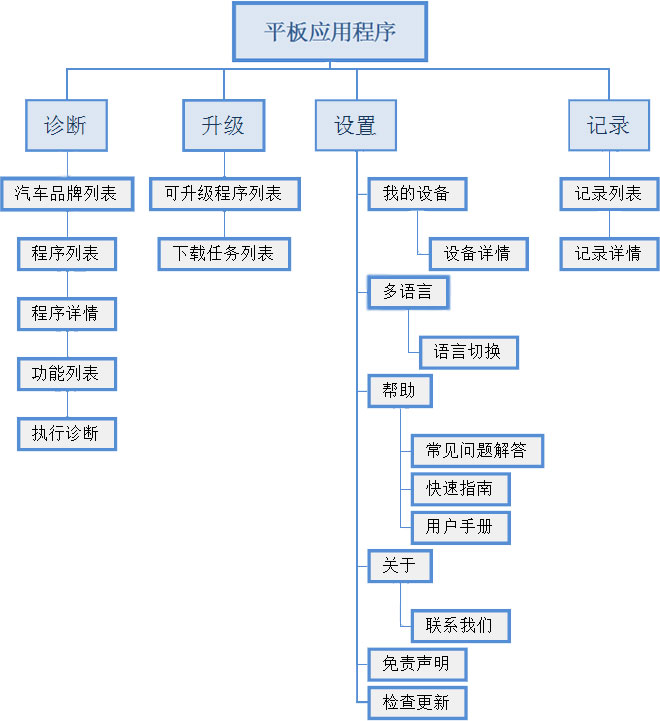 平板应用程序
诊断
升级
设置
记录
汽车品牌列表
程序列表
程序详情
功能列表
执行诊断
可升级程序列表
下载任务列表
我的设备
设备详情
多语言
语言切换
帮助
常见问题解答
快速指南
用户手册
关于
联系我们
免责声明
检查更新
记录列表
记录详情